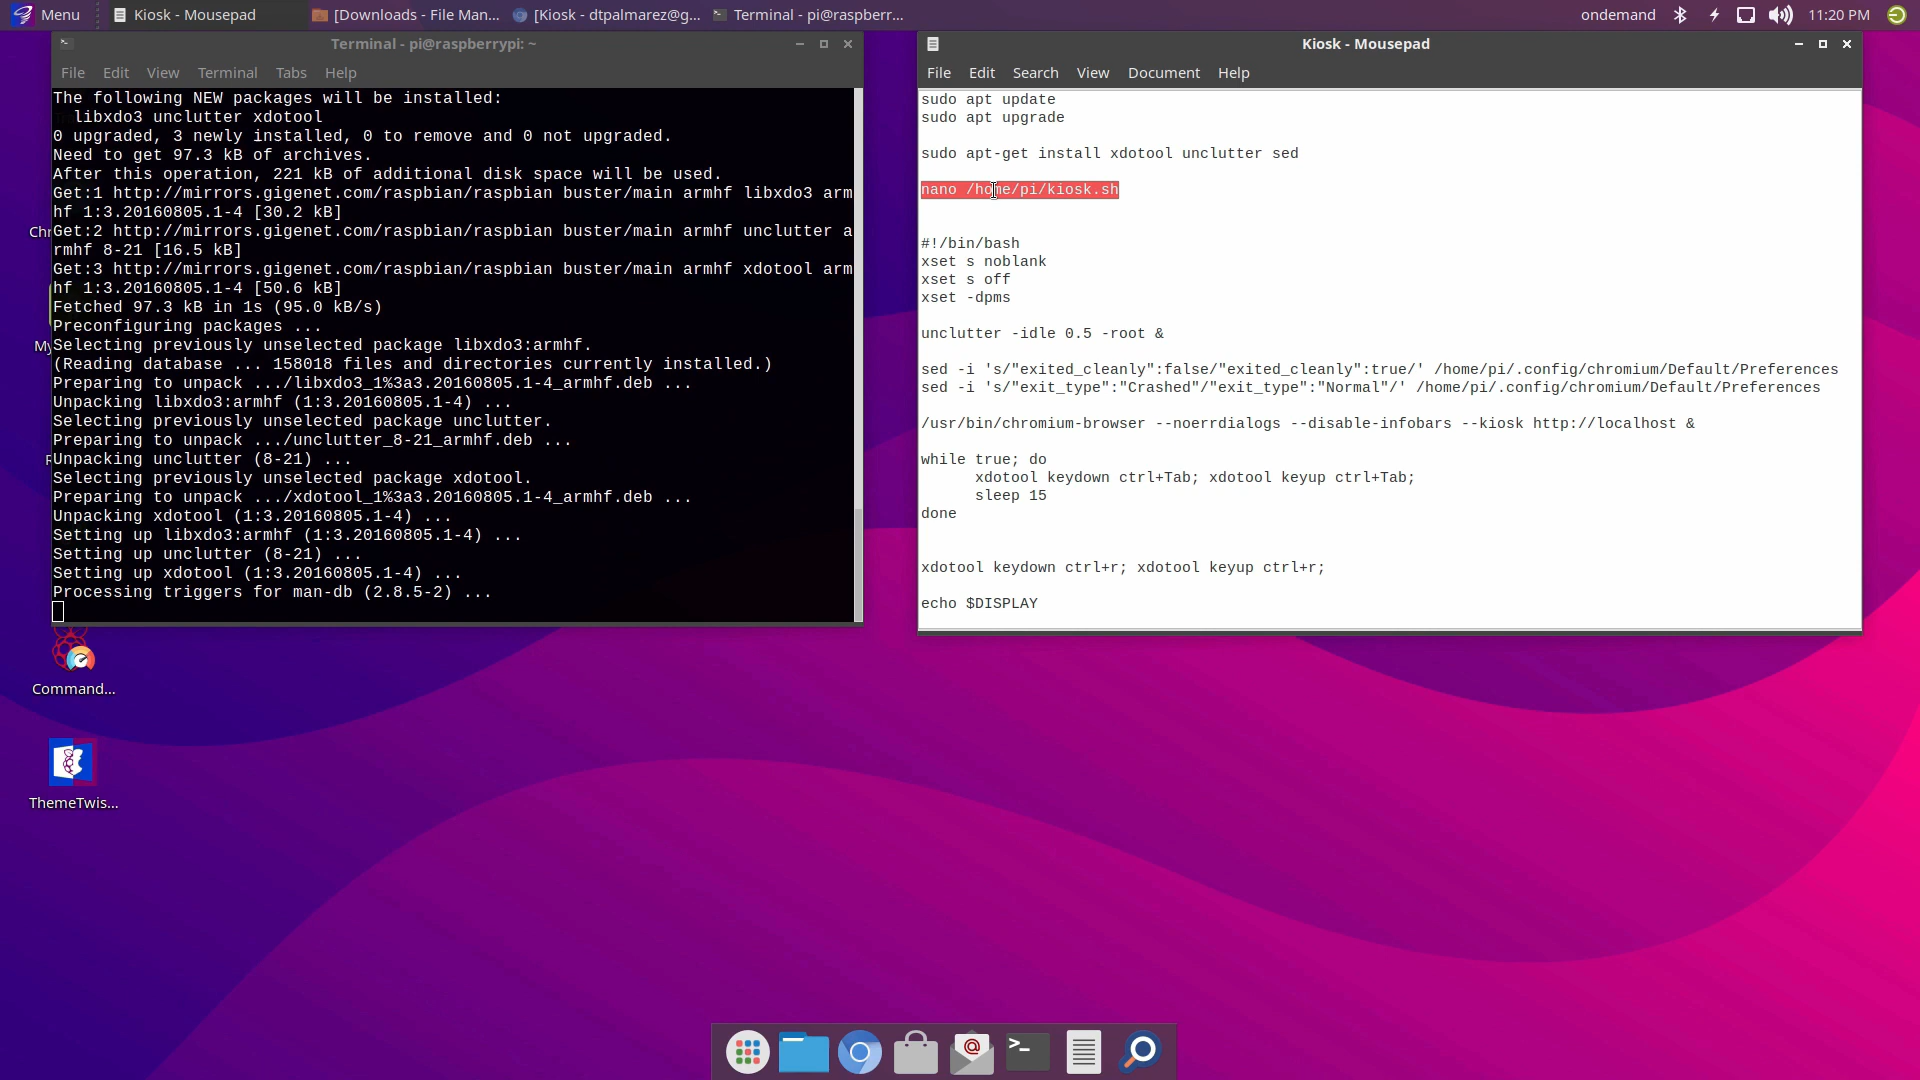 Menu
Kiosk - Mousepad
[Downloads - File Man...
[Kiosk - dtpalmarez@g...
Terminal - pi@raspberr...
ondemand
11:20 PM
Terminal - pi@raspberrypi: ~
File Edit View Terminal Tabs Help
The following NEW packages will be installed:
libxdo3 unclutter xdotool
0 upgraded, 3 newly installed, 0 to remove and 0 not upgraded.
Need to get 97.3 kB of archives.
After this operation, 221 kB of additional disk space will be used.
Get:1 http://mirrors.gigenet.com/raspbian/raspbian buster/main armhf libxdo3 arm
hf 1:3.20160805.1-4 [30.2 kB]
Get:2 http://mirrors.gigenet.com/raspbian/raspbian buster/main armhf unclutter a
rmhf 8-21 [16.5 kB]
Get:3 http://mirrors.gigenet.com/raspbian/raspbian buster/main armhf xdotool arm
hf 1:3.20160805.1-4 [50.6 kB]
Fetched 97.3 kB in 1s (95.0 kB/s)
Preconfiguring packages ...
Selecting previously unselected package libxdo3:armhf.
(Reading database ... 158018 files and directories currently installed.)
Preparing to unpack .../libxdo3_1%3a3.20160805.1-4_armhf.deb ...
Unpacking libxdo3:armhf (1:3.20160805.1-4) ...
Selecting previously unselected package unclutter.
Preparing to unpack .../unclutter_8-21_armhf.deb ...
Unpacking unclutter (8-21) ...
Selecting previously unselected package xdotool.
Preparing to unpack .../xdotool_1%3a3.20160805.1-4_armhf.deb ...
Unpacking xdotool (1:3.20160805.1-4) ...
Setting up libxdo3:armhf (1:3.20160805.1-4) ...
Setting up unclutter (8-21) ...
Setting up xdotool (1:3.20160805.1-4) ...
Processing triggers for man-db (2.8.5-2) ...
Kiosk - Mousepad
File Edit Search View Document Help
sudo apt update
sudo apt upgrade
sudo apt-get install xdotool unclutter sed
nano /home/pi/kiosk.sh
#!/bin/bash
xset s noblank
xset s off
xset -dpms
unclutter -idle 0.5 -root &
sed -i 's/"exited_cleanly":false/"exited_cleanly":true/' /home/pi/.config/chromium/Default/Preferences
sed -i 's/"exit_type":"Crashed"/"exit_type":"Normal"/' /home/pi/.config/chromium/Default/Preferences
/usr/bin/chromium-browser --noerrdialogs --disable-infobars --kiosk http://localhost &
while true; do
xdotool keydown ctrl+Tab; xdotool keyup ctrl+Tab;
sleep 15
done
xdotool keydown ctrl+r; xdotool keyup ctrl+r;
echo $DISPLAY
Chr
My
Command...
ThemeTwis...